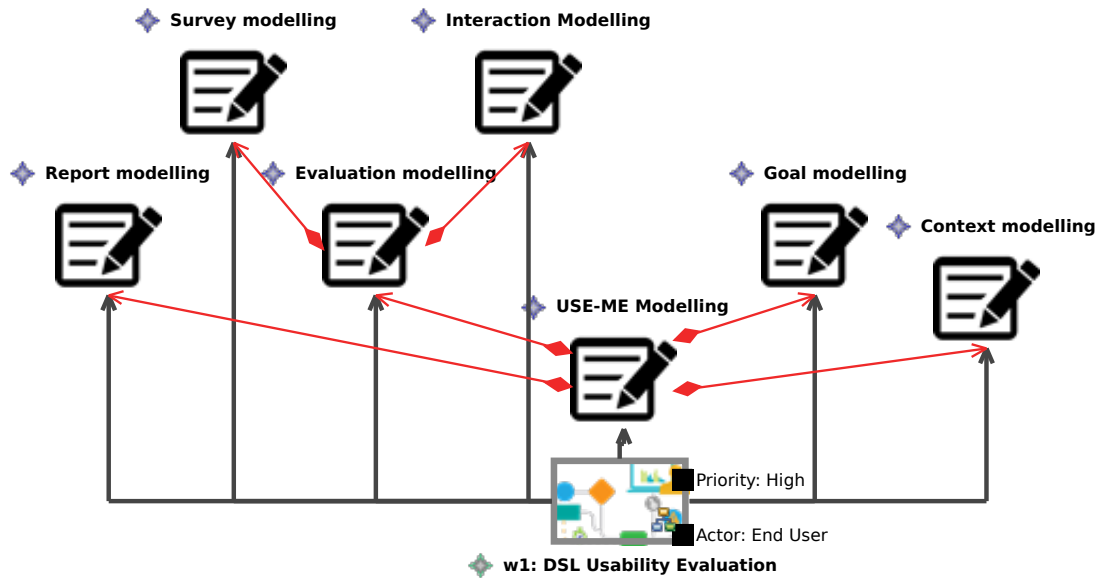 Survey modelling
Interaction Modelling
Report modelling
Evaluation modelling
Goal modelling
Context modelling
USE-ME Modelling
Priority: High
Actor: End User
w1: DSL Usability Evaluation